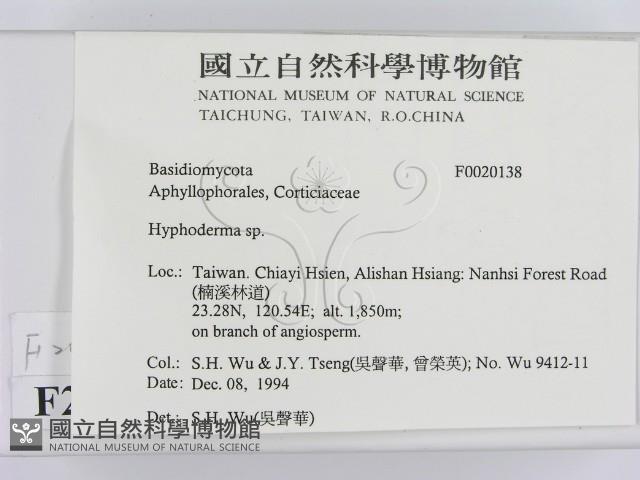 國立自然科學博物館
NATIONAL MUSEUM OF NATURAL SCIENCE
TAICHUNG, TAIWAN, R.O.CHINA
Basidiomycota F0020138
Aphyllophorales, Corticiaceae
Hyphoderma sp.
Loc.: Taiwan. Chiayi Hsien, Alishan Hsiang: Nanhsi Forest Road
(楠溪林道)
23.28N, 120.54E; alt. 1,850m;
on branch of angiosperm.
Col.: S.H. Wu & J.Y. Tseng(吳聲華, 曾榮英); No. Wu 9412-11
Date: Dec. 08, 1994
Det.: S.H. Wu(吳聲華)
F2
國立自然科學博物館
NATIONAL MUSEUM OF NATURAL SCIENCE